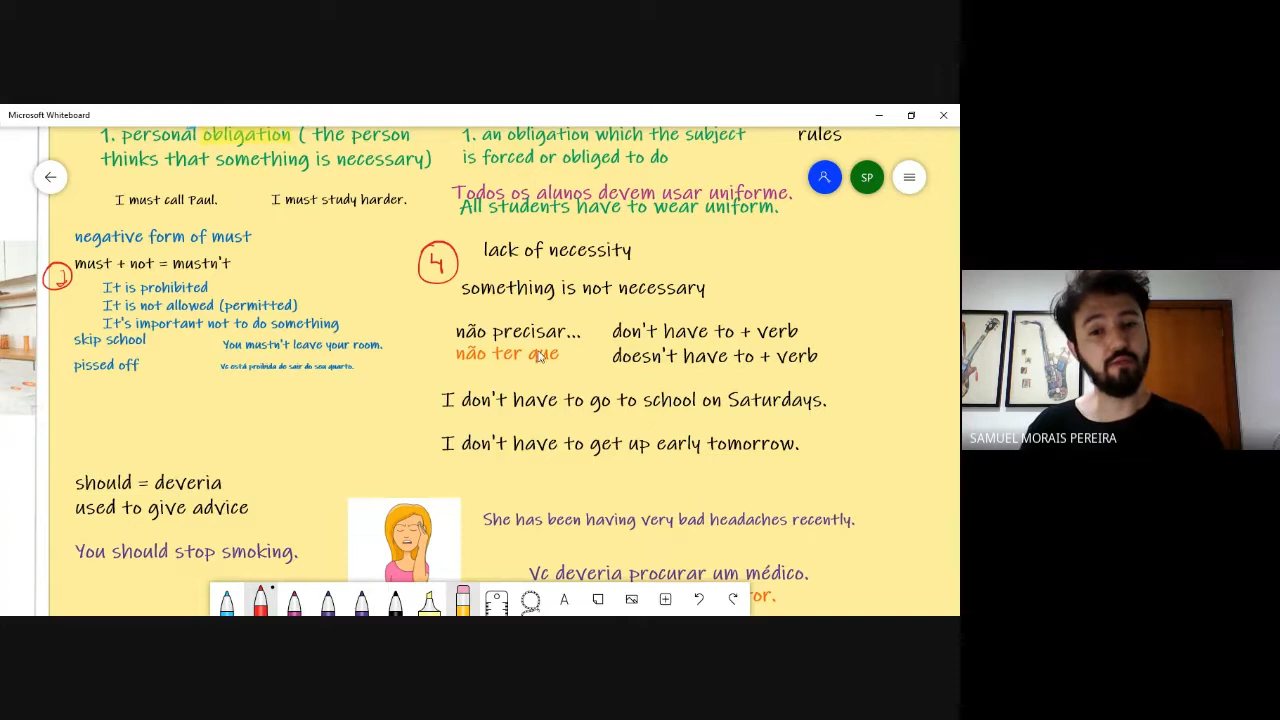 Microsoft Whiteboard
1. personal obligation ( the person
thinks that something is necessary)
I must call Paul.
I must study harder.
negative form of must
must + not = mustn't
2
It is prohibited
It is not allowed (permitted)
It's important not to do something
skip school
You mustn't leave your room.
pissed off
Vc está proibida de sair do seu quarto.
should = deveria
used to give advice
You should stop smoking.
1. an obligation which the subject
is forced or obliged to do
rules
SP
Todos os alunos devem usar uniforme.
All students have to wear uniform.
4
lack of necessity
something is not necessary
não precisar...
don't have to + verb
não ter que
doesn't have to + verb
I don't have to go to school on Saturdays.
I don't have to get up early tomorrow.
She has been having very bad headaches recently.
Vc deveria procurar um médico.
A
SAMUEL MORAIS PEREIRA